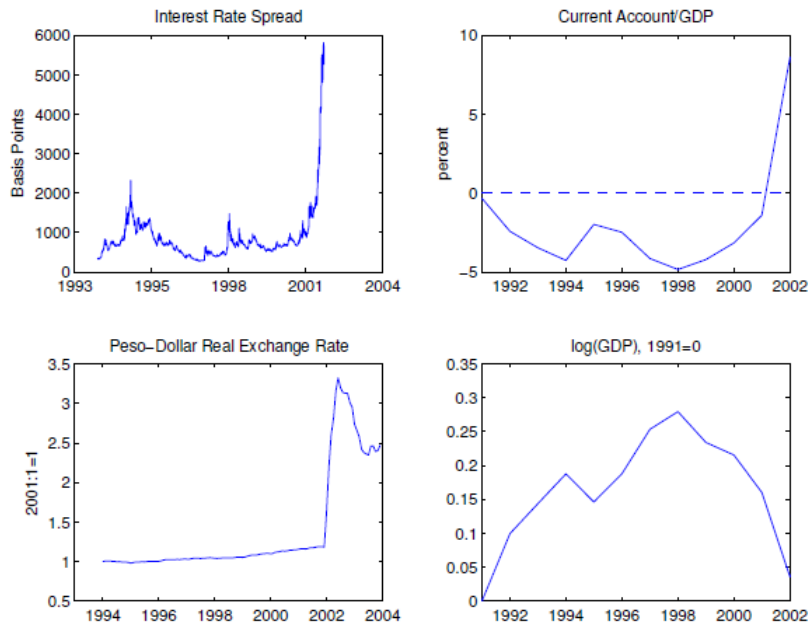 Interest Rate Spread
6000
5000
4000
3000
2000
1000
0
Basis Points
1993 1995 1998 2001 2004
Current Account/GDP
10
5
0
−5
percent
1992 1994 1996 1998 2000 2002
Peso−Dollar Real Exchange Rate
3.5
3
2.5
2
1.5
1
0.5
2001:1=1
1994 1996 1998 2000 2002 2004
log(GDP), 1991=0
0.35
0.3
0.25
0.2
0.15
0.1
0.05
0
1992 1994 1996 1998 2000 2002